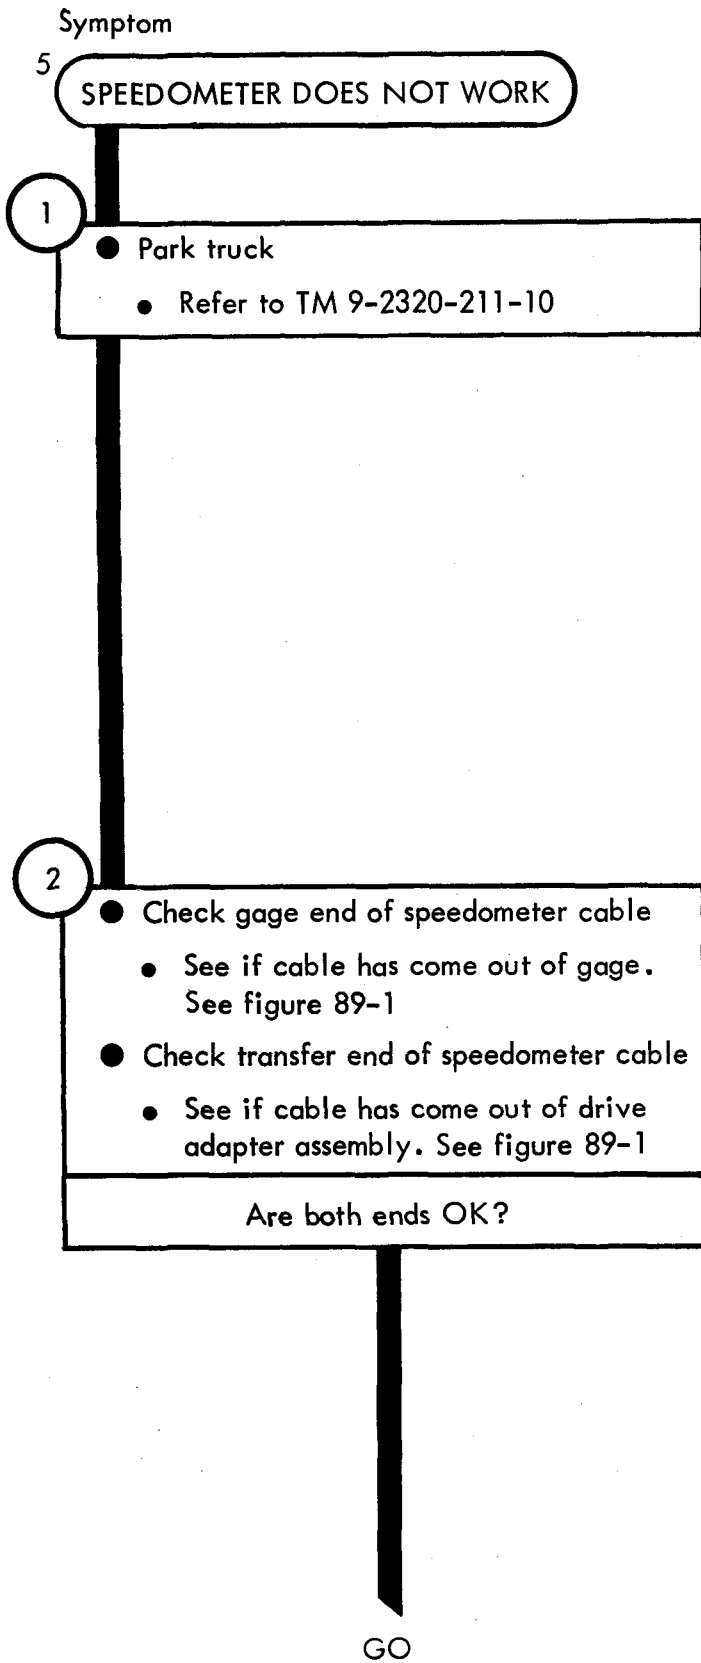 Symptom
5
SPEEDOMETER DOES NOT WORK
1
● Park truck
● Refer to TM 9-2320-211-10
2
● Check gage end of speedometer cable
● See if cable has come out of gage.
See figure 89-1
● Check transfer end of speedometer cable
● See if cable has come out of drive
adapter assembly. See figure 89-1
Are both ends OK?
GO